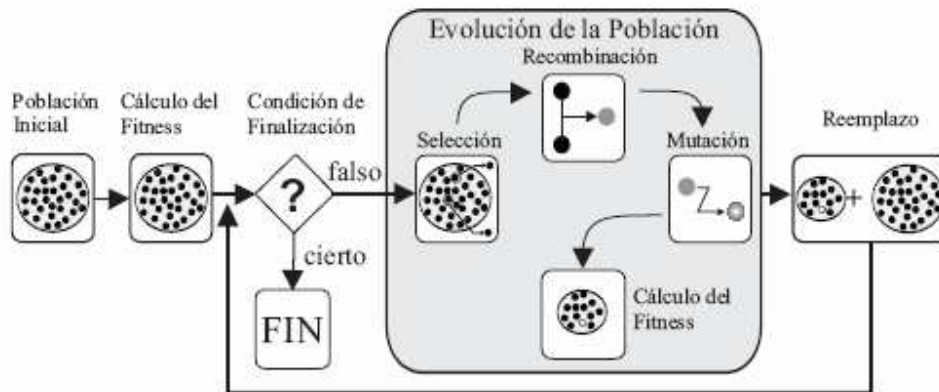 Evolución de la Población
Recombinación
Población
Inicial
Cálculo del
Fitness
Condición de
Finalización
Selección
Mutación
Reemplazo
?
falso
+
cierto
FIN
Cálculo del
Fitness